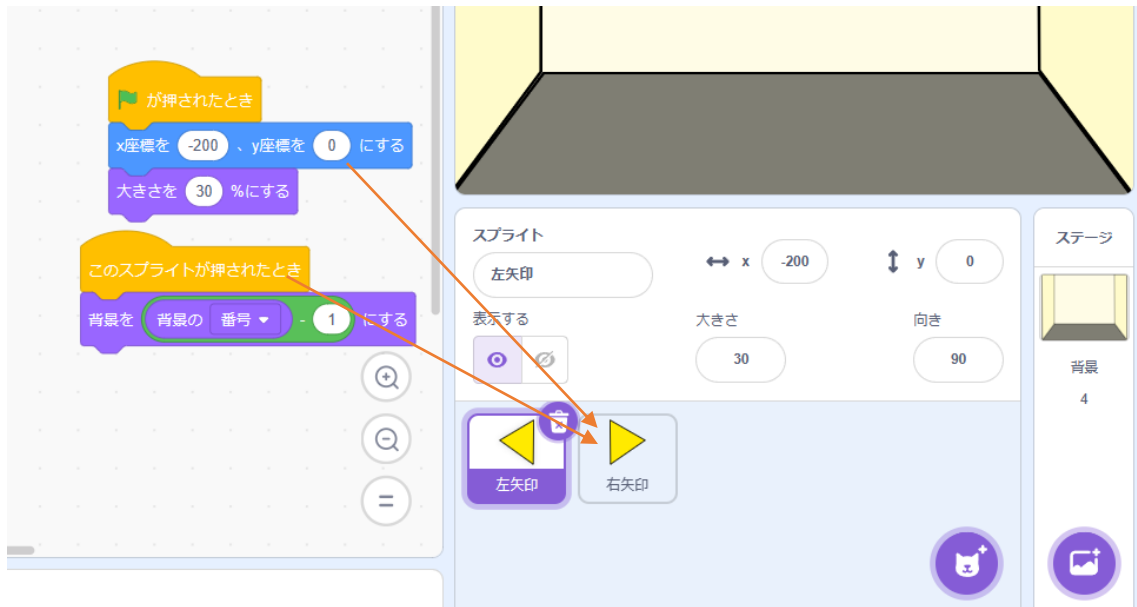 が押されたとき
x座標を -200 、y座標を 0 にする
大きさを 30 %にする
このスプライトが押されたとき
背景を 背景の 番号 - 1 にする
スプライト
左矢印
x -200
y 0
表示する
大きさ
30
向き
90
左矢印
右矢印
ステージ
背景
4